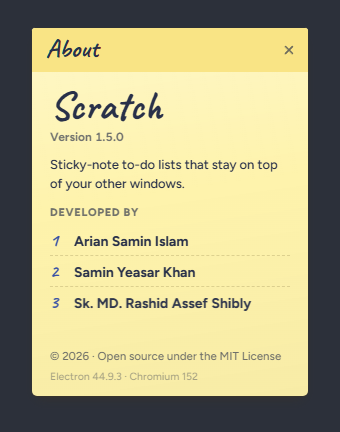 About ×
Scratch
Version 1.5.0
Sticky-note to-do lists that stay on top
of your other windows.
DEVELOPED BY
1 Arian Samin Islam
2 Samin Yeasar Khan
3 Sk. MD. Rashid Assef Shibly
© 2026 · Open source under the MIT License
Electron 44.9.3 · Chromium 152